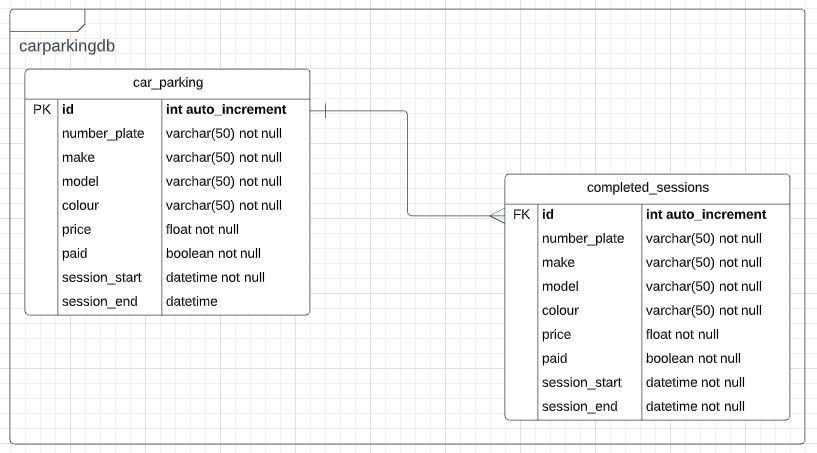 carparkingdb
car_parking
PK id int auto_increment
number_plate varchar(50) not null
make varchar(50) not null
model varchar(50) not null
colour varchar(50) not null
price float not null
paid boolean not null
session_start datetime not null
session_end datetime
completed_sessions
FK id int auto_increment
number_plate varchar(50) not null
make varchar(50) not null
model varchar(50) not null
colour varchar(50) not null
price float not null
paid boolean not null
session_start datetime not null
session_end datetime not null